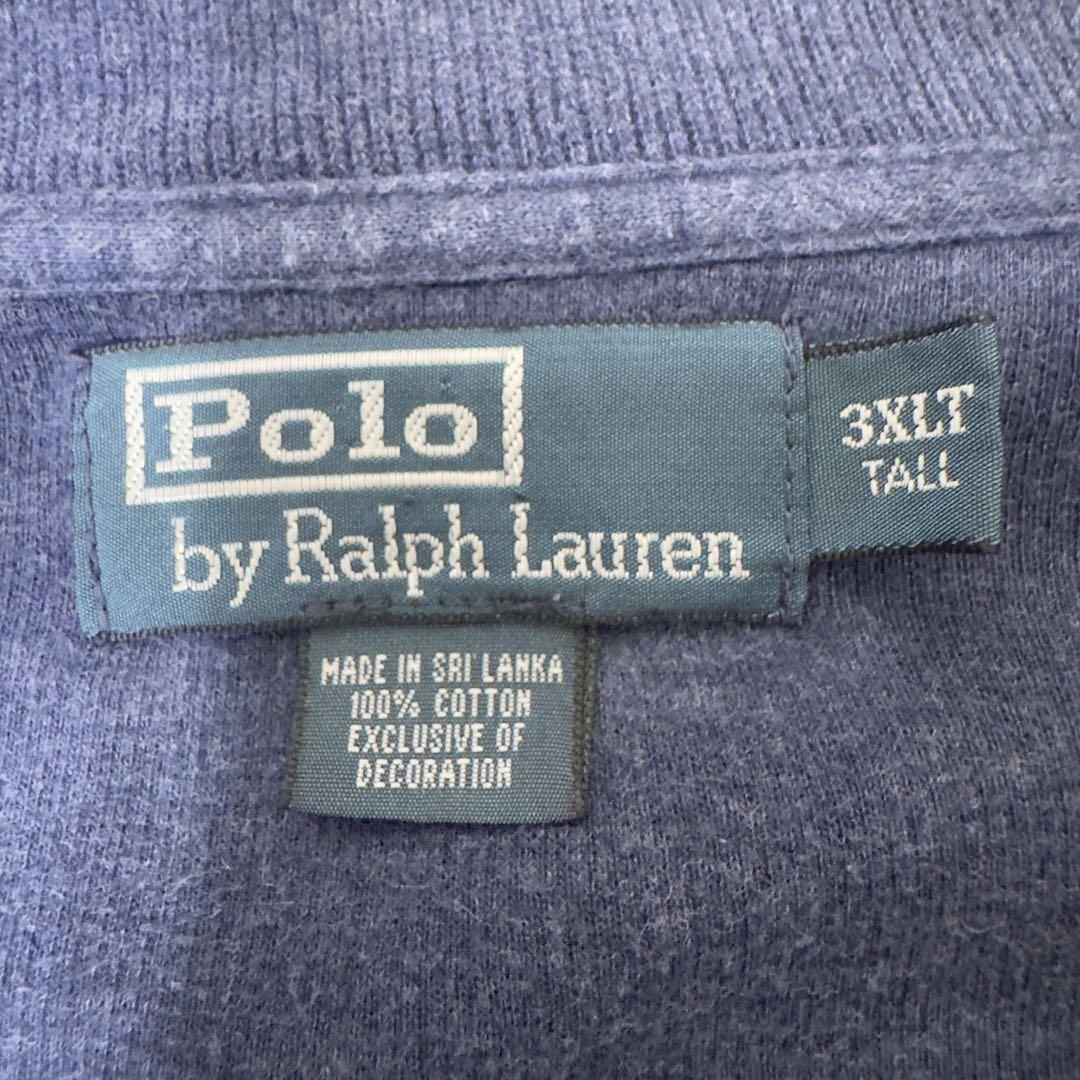 Polo
by Ralph Lauren
3XLT
TALL
MADE IN SRI LANKA
100% COTTON
EXCLUSIVE OF
DECORATION